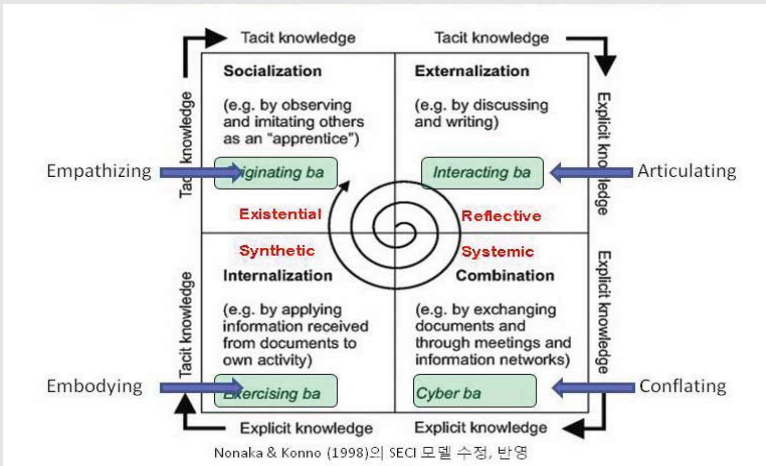 Tacit knowledge
Tacit knowledge
Socialization
(e.g. by observing
and imitating others
as an "apprentice")
Originating ba
Existential
Externalization
(e.g. by discussing
and writing)
Interacting ba
Reflective
Tacit knowledge
Explicit knowledge
Empathizing
Articulating
Synthetic
Internalization
(e.g. by applying
information received
from documents to
own activity)
Exercising ba
Systemic
Combination
(e.g. by exchanging
documents and
through meetings and
information networks)
Cyber ba
Tacit knowledge
Explicit knowledge
Embodying
Conflating
Explicit knowledge
Explicit knowledge
Nonaka & Konno (1998)의 SECI 모델 수정, 반영